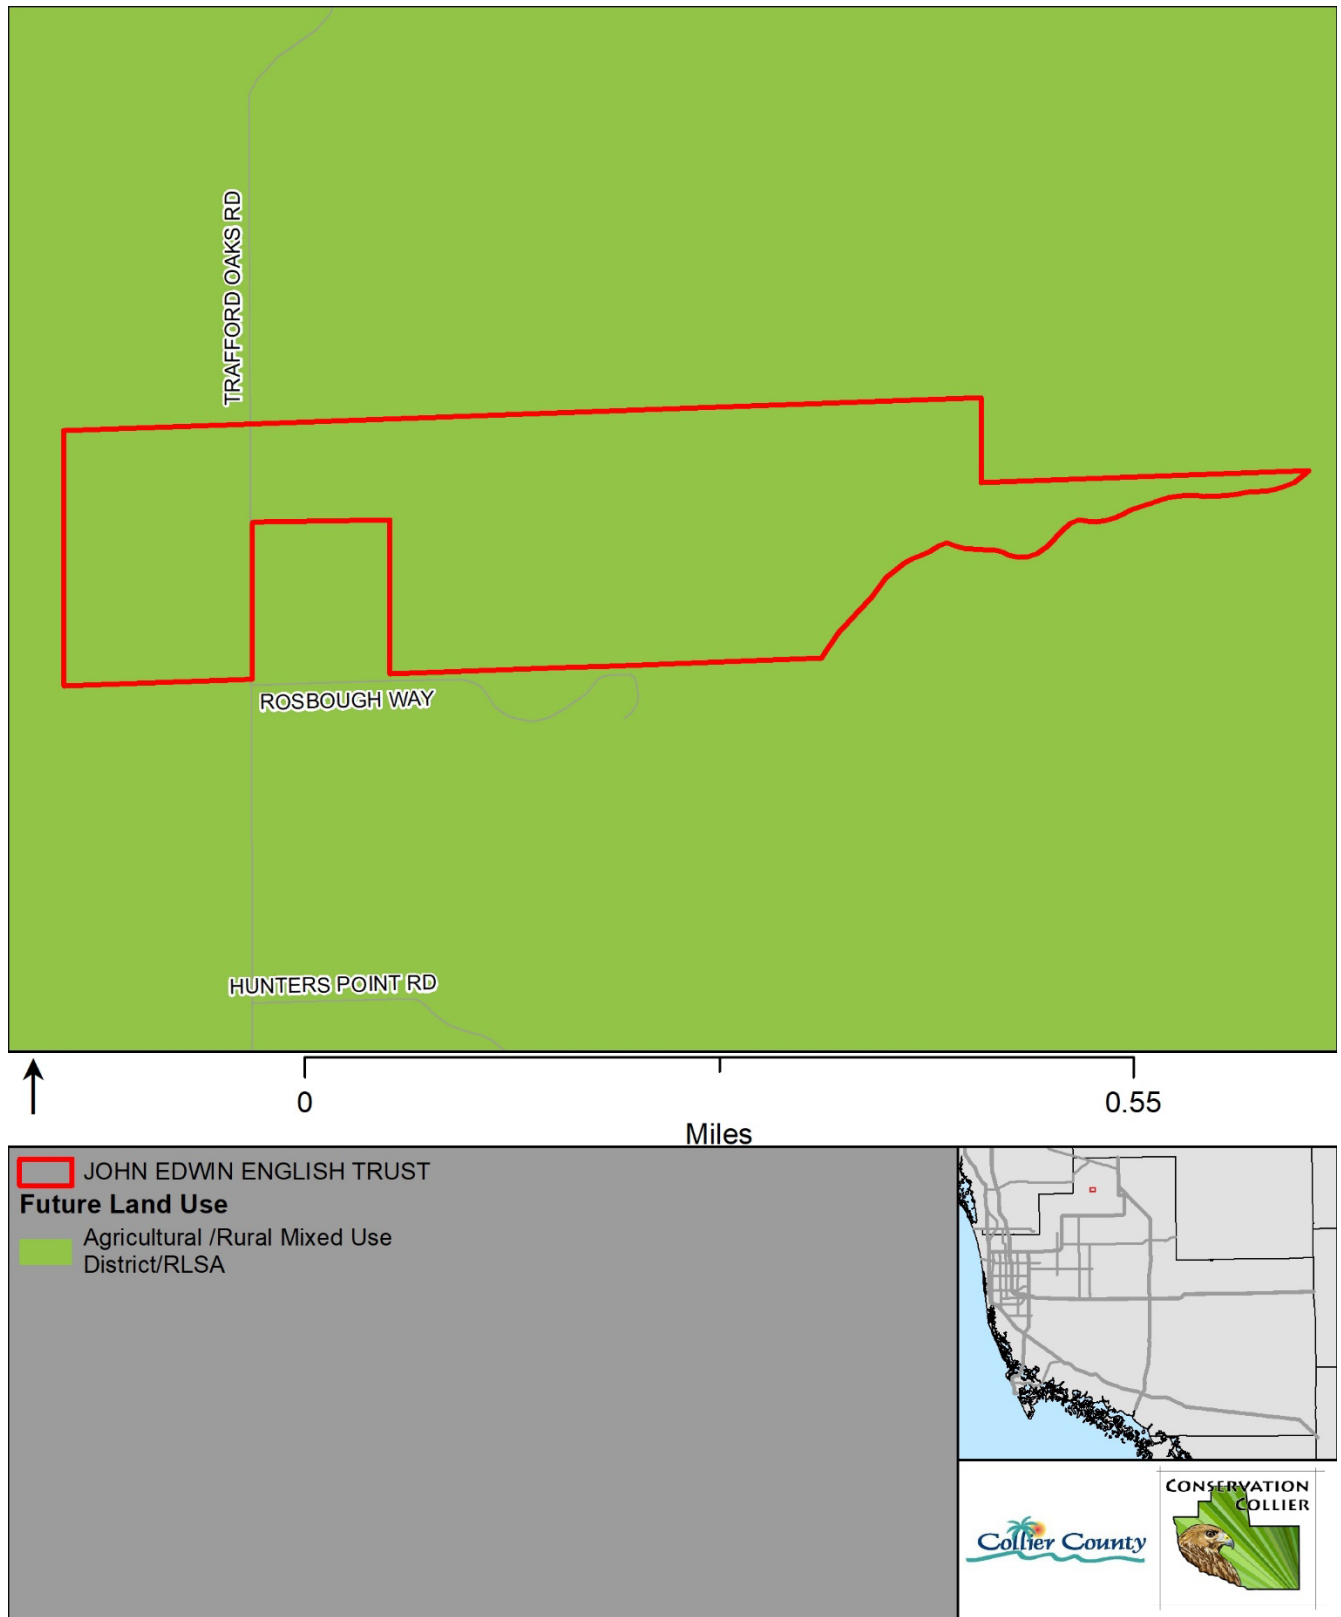 TRAFFORD OAKS RD
ROSBOUGH WAY
HUNTERS POINT RD
0
0.55
Miles
JOHN EDWIN ENGLISH TRUST
Future Land Use
Agricultural /Rural Mixed Use
District/RLSA
Collier County
CONSERVATION
COLLIER